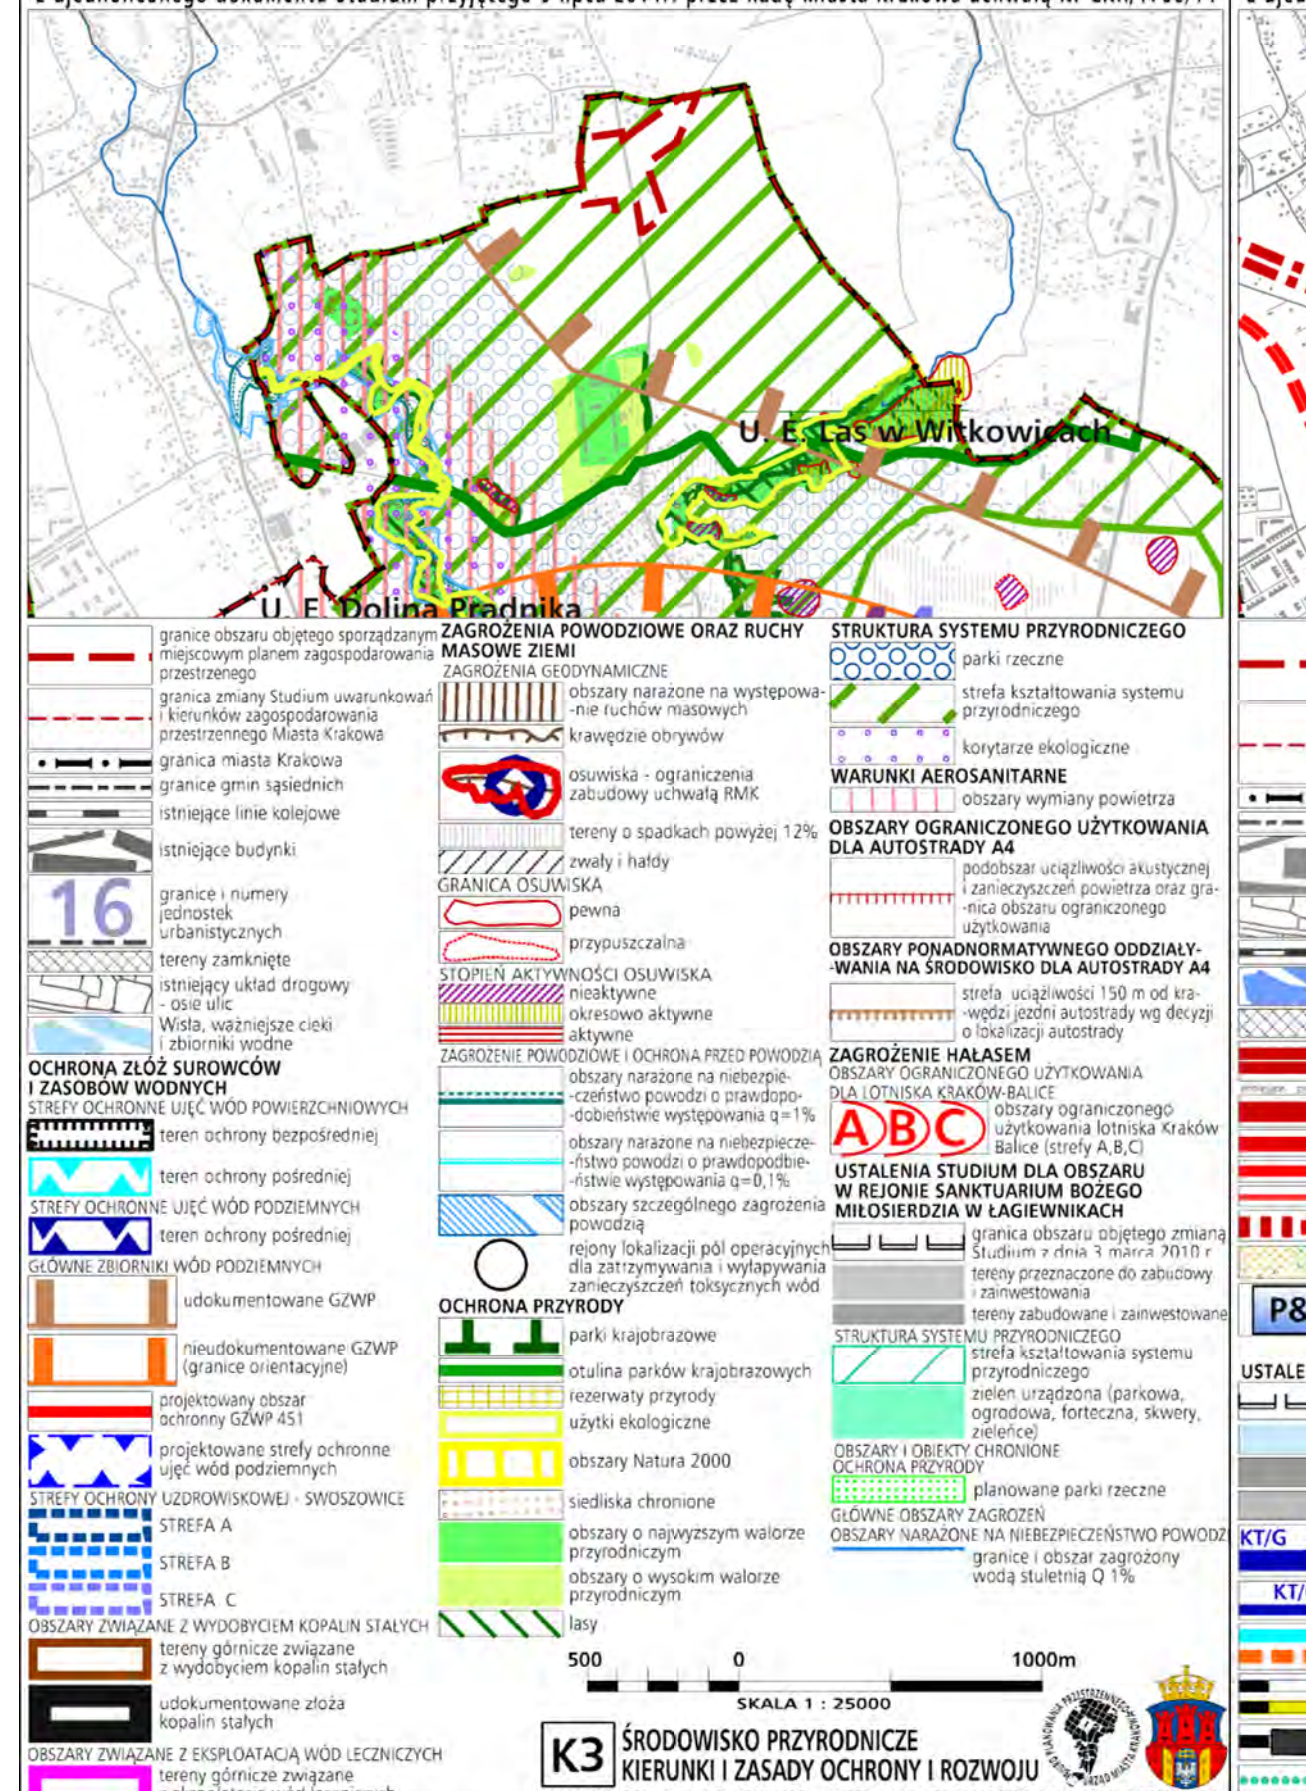 U. E. Las w Witkowicach
U. E. Dolina Prądnika
granice obszaru objętego sporządzanym
miejscowym planem zagospodarowania
przestrzenego
granica zmiany Studium uwarunkowań
i kierunków zagospodarowania
przestrzennego Miasta Krakowa
granica miasta Krakowa
granice gmin sąsiednich
istniejące linie kolejowe
istniejące budynki
16
granice i numery
jednostek
urbanistycznych
tereny zamknięte
istniejący układ drogowy
- osie ulic
Wisła, ważniejsze cieki
i zbiorniki wodne
OCHRONA ZŁÓŻ SUROWCÓW
I ZASOBÓW WODNYCH
STREFY OCHRONNE UJĘĆ WÓD POWIERZCHNIOWYCH
teren ochrony bezpośredniej
teren ochrony pośredniej
STREFY OCHRONNE UJĘĆ WÓD PODZIEMNYCH
teren ochrony pośredniej
GŁÓWNE ZBIORNIKI WÓD PODZIEMNYCH
udokumentowane GZWP
nieudokumentowane GZWP
(granice orientacyjne)
projektowany obszar
ochronny GZWP 451
projektowane strefy ochronne
ujęć wód podziemnych
STREFY OCHRONY UZDROWISKOWEJ - SWOSZOWICE
STREFA A
STREFA B
STREFA C
OBSZARY ZWIĄZANE Z WYDOBYCIEM KOPALIN STAŁYCH
tereny górnicze związane
z wydobyciem kopalin stałych
udokumentowane złoża
kopalin stałych
OBSZARY ZWIĄZANE Z EKSPLOATACJĄ WÓD LECZNICZYCH
tereny górnicze związane
ZAGROŻENIA POWODZIOWE ORAZ RUCHY
MASOWE ZIEMI
ZAGROŻENIA GEODYNAMICZNE
obszary narażone na występowa-
-nie ruchów masowych
krawędzie obrywów
osuwiska - ograniczenia
zabudowy uchwałą RMK
tereny o spadkach powyżej 12%
zwały i hałdy
GRANICA OSUWISKA
pewna
przypuszczalna
STOPIEŃ AKTYWNOŚCI OSUWISKA
nieaktywne
okresowo aktywne
aktywne
ZAGROŻENIE POWODZIOWE I OCHRONA PRZED POWODZIĄ
obszary narażone na niebezpie-
-czeństwo powodzi o prawdopo-
-dobieństwie występowania q=1%
obszary narażone na niebezpiecze-
-ństwo powodzi o prawdopodbie-
-ństwie występowania q=0,1%
obszary szczególnego zagrożenia
powodzią
rejony lokalizacji pól operacyjnych
dla zatrzymywania i wyłapywania
zanieczyszczeń toksycznych wód
OCHRONA PRZYRODY
parki krajobrazowe
otulina parków krajobrazowych
rezerwaty przyrody
użytki ekologiczne
obszary Natura 2000
siedliska chronione
obszary o najwyższym walorze
przyrodniczym
obszary o wysokim walorze
przyrodniczym
lasy
STRUKTURA SYSTEMU PRZYRODNICZEGO
parki rzeczne
strefa kształtowania systemu
przyrodniczego
korytarze ekologiczne
WARUNKI AEROSANITARNE
obszary wymiany powietrza
OBSZARY OGRANICZONEGO UŻYTKOWANIA
DLA AUTOSTRADY A4
podobszar uciążliwości akustycznej
i zanieczyszczeń powietrza oraz gra-
-nica obszaru ograniczonego
użytkowania
OBSZARY PONADNORMATYWNEGO ODDZIAŁY-
-WANIA NA ŚRODOWISKO DLA AUTOSTRADY A4
strefa uciążliwości 150 m od kra-
-wędzi jezdni autostrady wg decyzji
o lokalizacji autostrady
ZAGROŻENIE HAŁASEM
OBSZARY OGRANICZONEGO UŻYTKOWANIA
DLA LOTNISKA KRAKÓW-BALICE
A B C
obszary ograniczonego
użytkowania lotniska Kraków
Balice (strefy A,B,C)
USTALENIA STUDIUM DLA OBSZARU
W REJONIE SANKTUARIUM BOŻEGO
MIŁOSIERDZIA W ŁAGIEWNIKACH
granica obszaru objętego zmianą
Studium z dnia 3 marca 2010 r
tereny przeznaczone do zabudowy
i zainwestowania
tereny zabudowane i zainwestowane
STRUKTURA SYSTEMU PRZYRODNICZEGO
strefa kształtowania systemu
przyrodniczego
zieleń urządzona (parkowa,
ogrodowa, forteczna, skwery,
zieleńce)
OBSZARY I OBIEKTY CHRONIONE
OCHRONA PRZYRODY
planowane parki rzeczne
GŁÓWNE OBSZARY ZAGROŻEŃ
OBSZARY NARAŻONE NA NIEBEZPIECZEŃSTWO POWODZ
granice i obszar zagrożony
wodą stuletnią Q 1%
500 0 1000m
SKALA 1 : 25000
K3
ŚRODOWISKO PRZYRODNICZE
KIERUNKI I ZASADY OCHRONY I ROZWOJU
P&
USTALE
KT/G
KT/